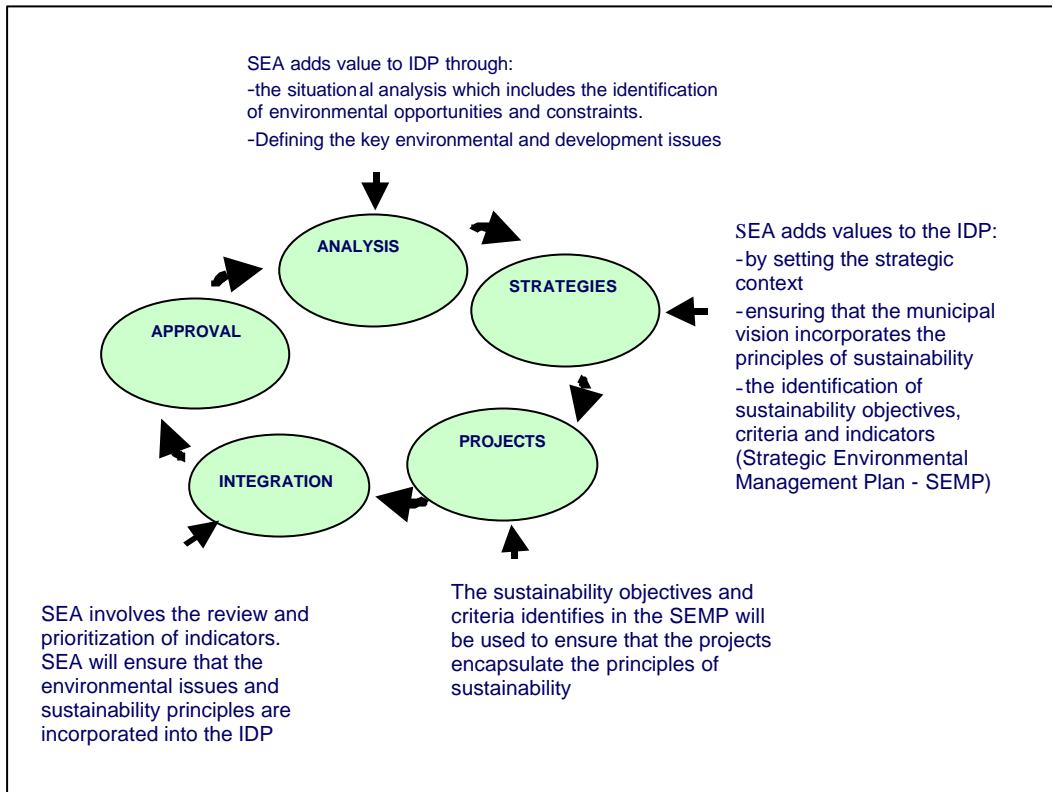 SEA adds value to IDP through:
-the situational analysis which includes the identification
of environmental opportunities and constraints.
-Defining the key environmental and development issues
ANALYSIS
STRATEGIES
SEA adds values to the IDP:
-by setting the strategic
context
-ensuring that the municipal
vision incorporates the
principles of sustainability
-the identification of
sustainability objectives,
criteria and indicators
(Strategic Environmental
Management Plan - SEMP)
APPROVAL
PROJECTS
INTEGRATION
SEA involves the review and
prioritization of indicators.
SEA will ensure that the
environmental issues and
sustainability principles are
incorporated into the IDP
The sustainability objectives and
criteria identifies in the SEMP will
be used to ensure that the projects
encapsulate the principles of
sustainability